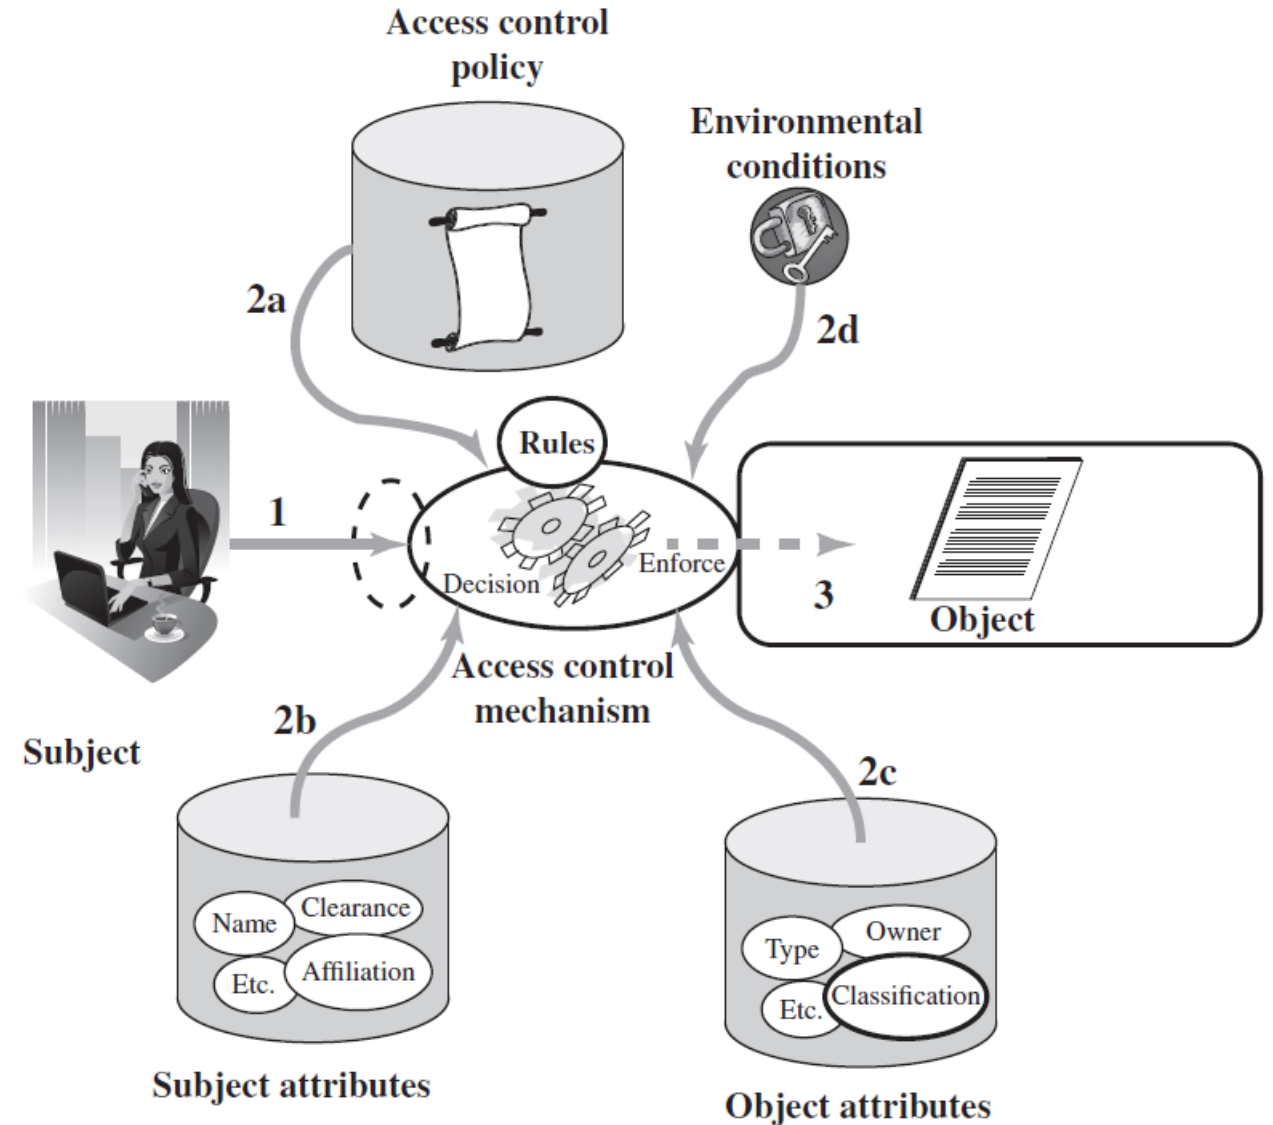 Access control
policy
Environmental
conditions
2a
2d
Rules
1
Decision
Enforce
3
Object
Access control
mechanism
Subject
2b
2c
Name
Clearance
Etc.
Affiliation
Type
Owner
Etc.
Classification
Subject attributes
Object attributes